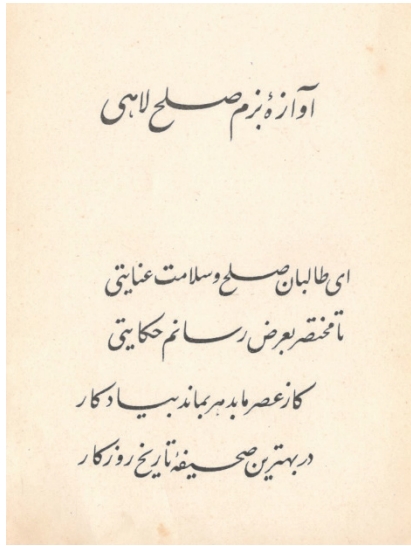 آوازهٔ بزم صلح لاهی
ای طالبان صلح و سلامت عنایتی
تا مختصر بعرض رسانم حکایتی
کاز عصر ما بدهر بماند بیادگار
در بهترین صحیفهٔ تاریخ روزگار